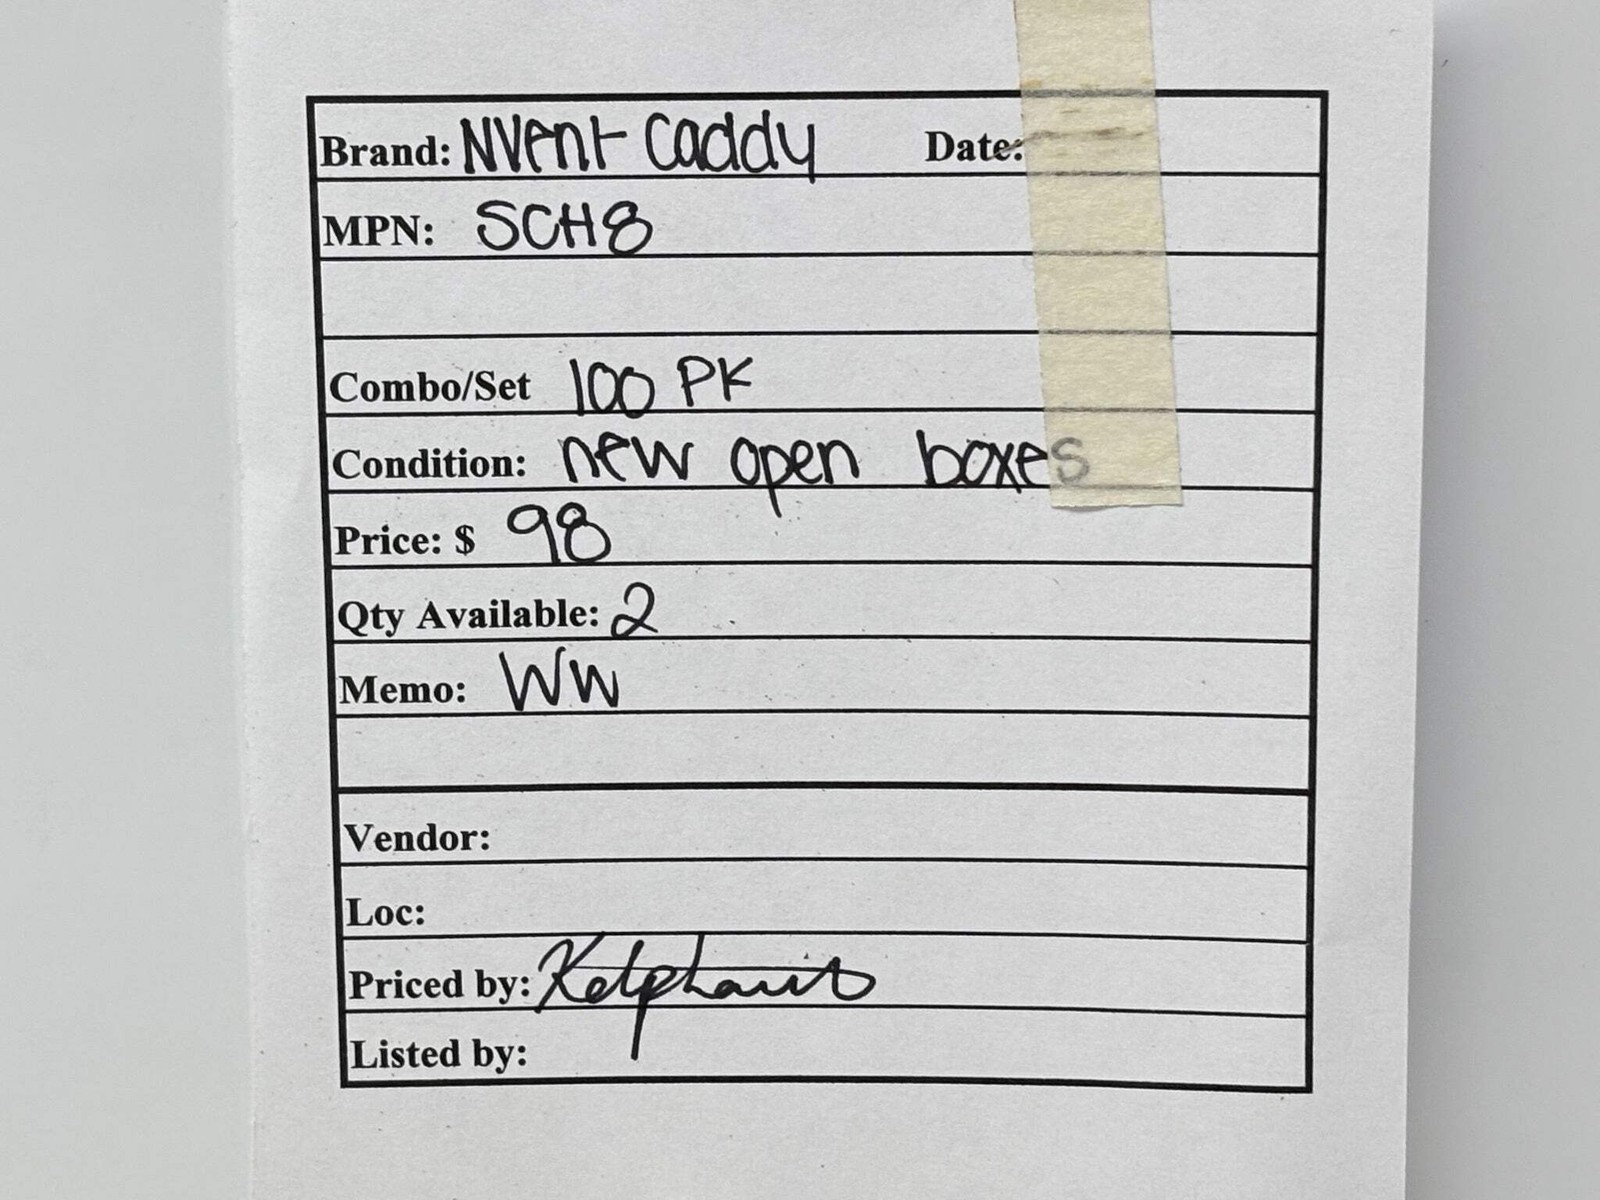 Brand: NVent Caddy Date:
MPN: SCH8
Combo/Set 100 PK
Condition: new open boxes
Price: $ 98
Qty Available: 2
Memo: WW
Vendor:
Loc:
Priced by:
Listed by: